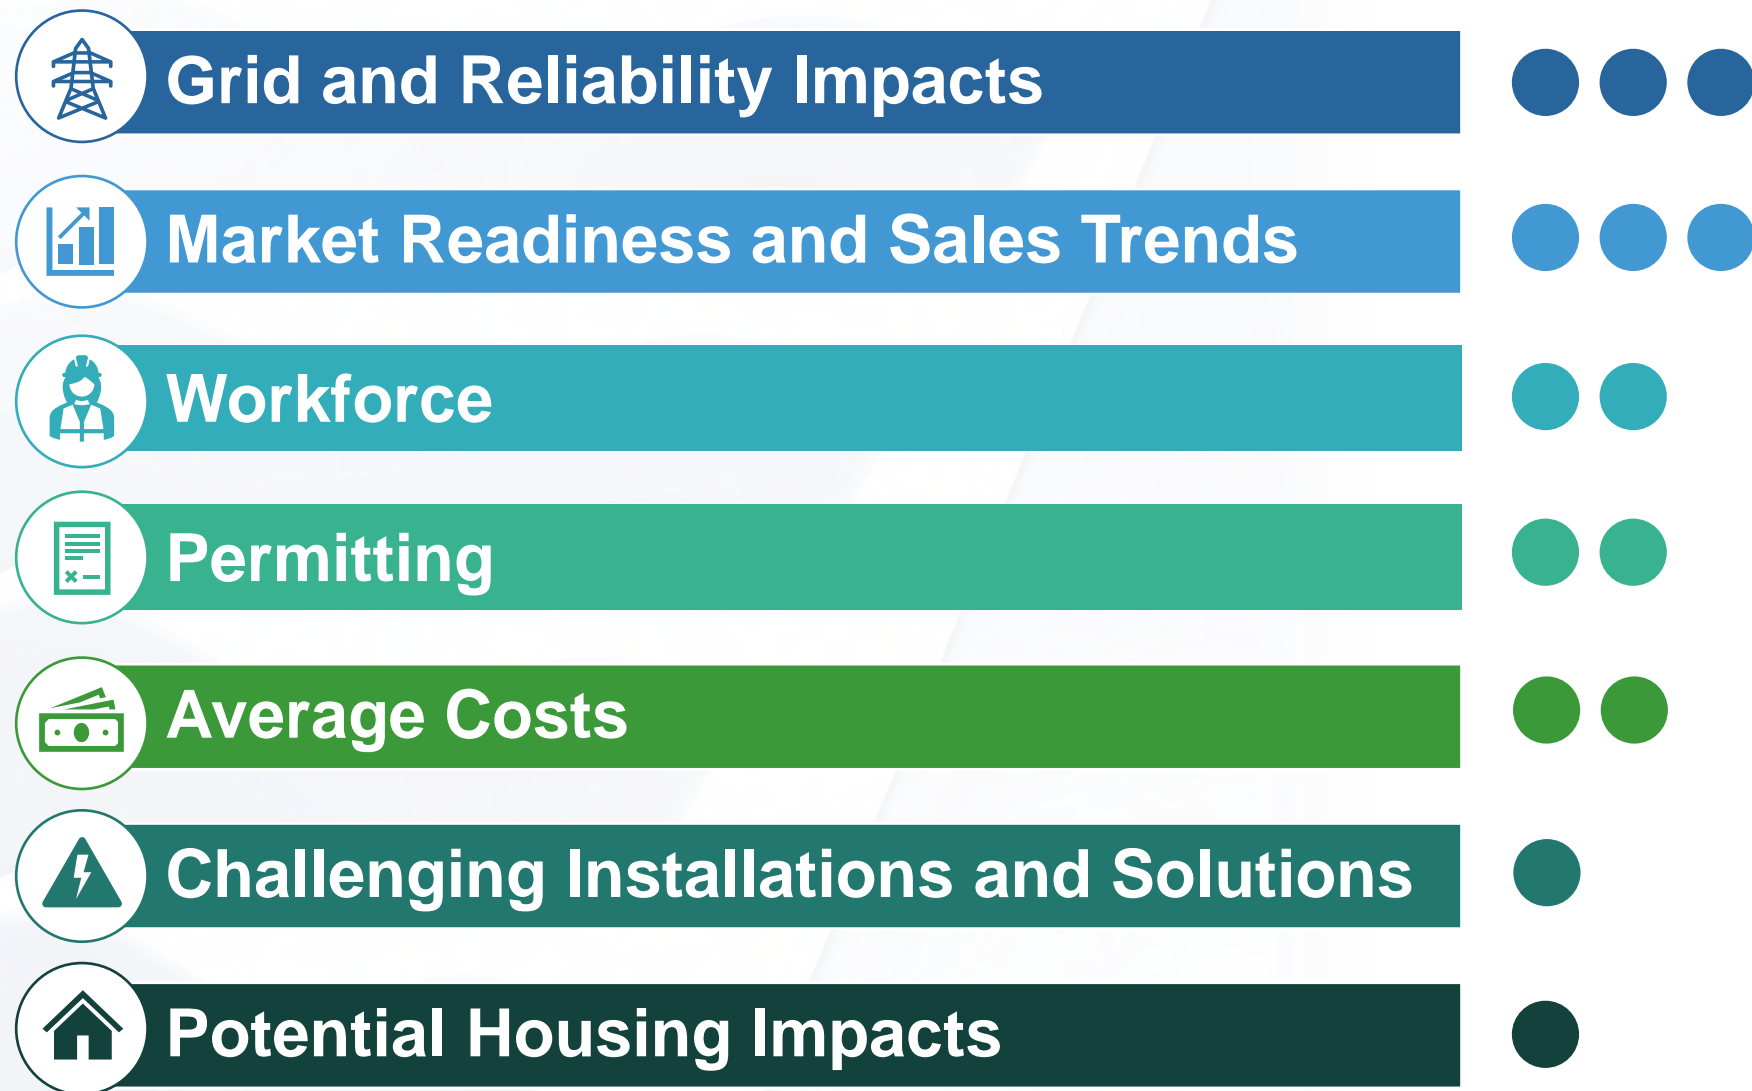 Grid and Reliability Impacts
Market Readiness and Sales Trends
Workforce
Permitting
Average Costs
Challenging Installations and Solutions
Potential Housing Impacts